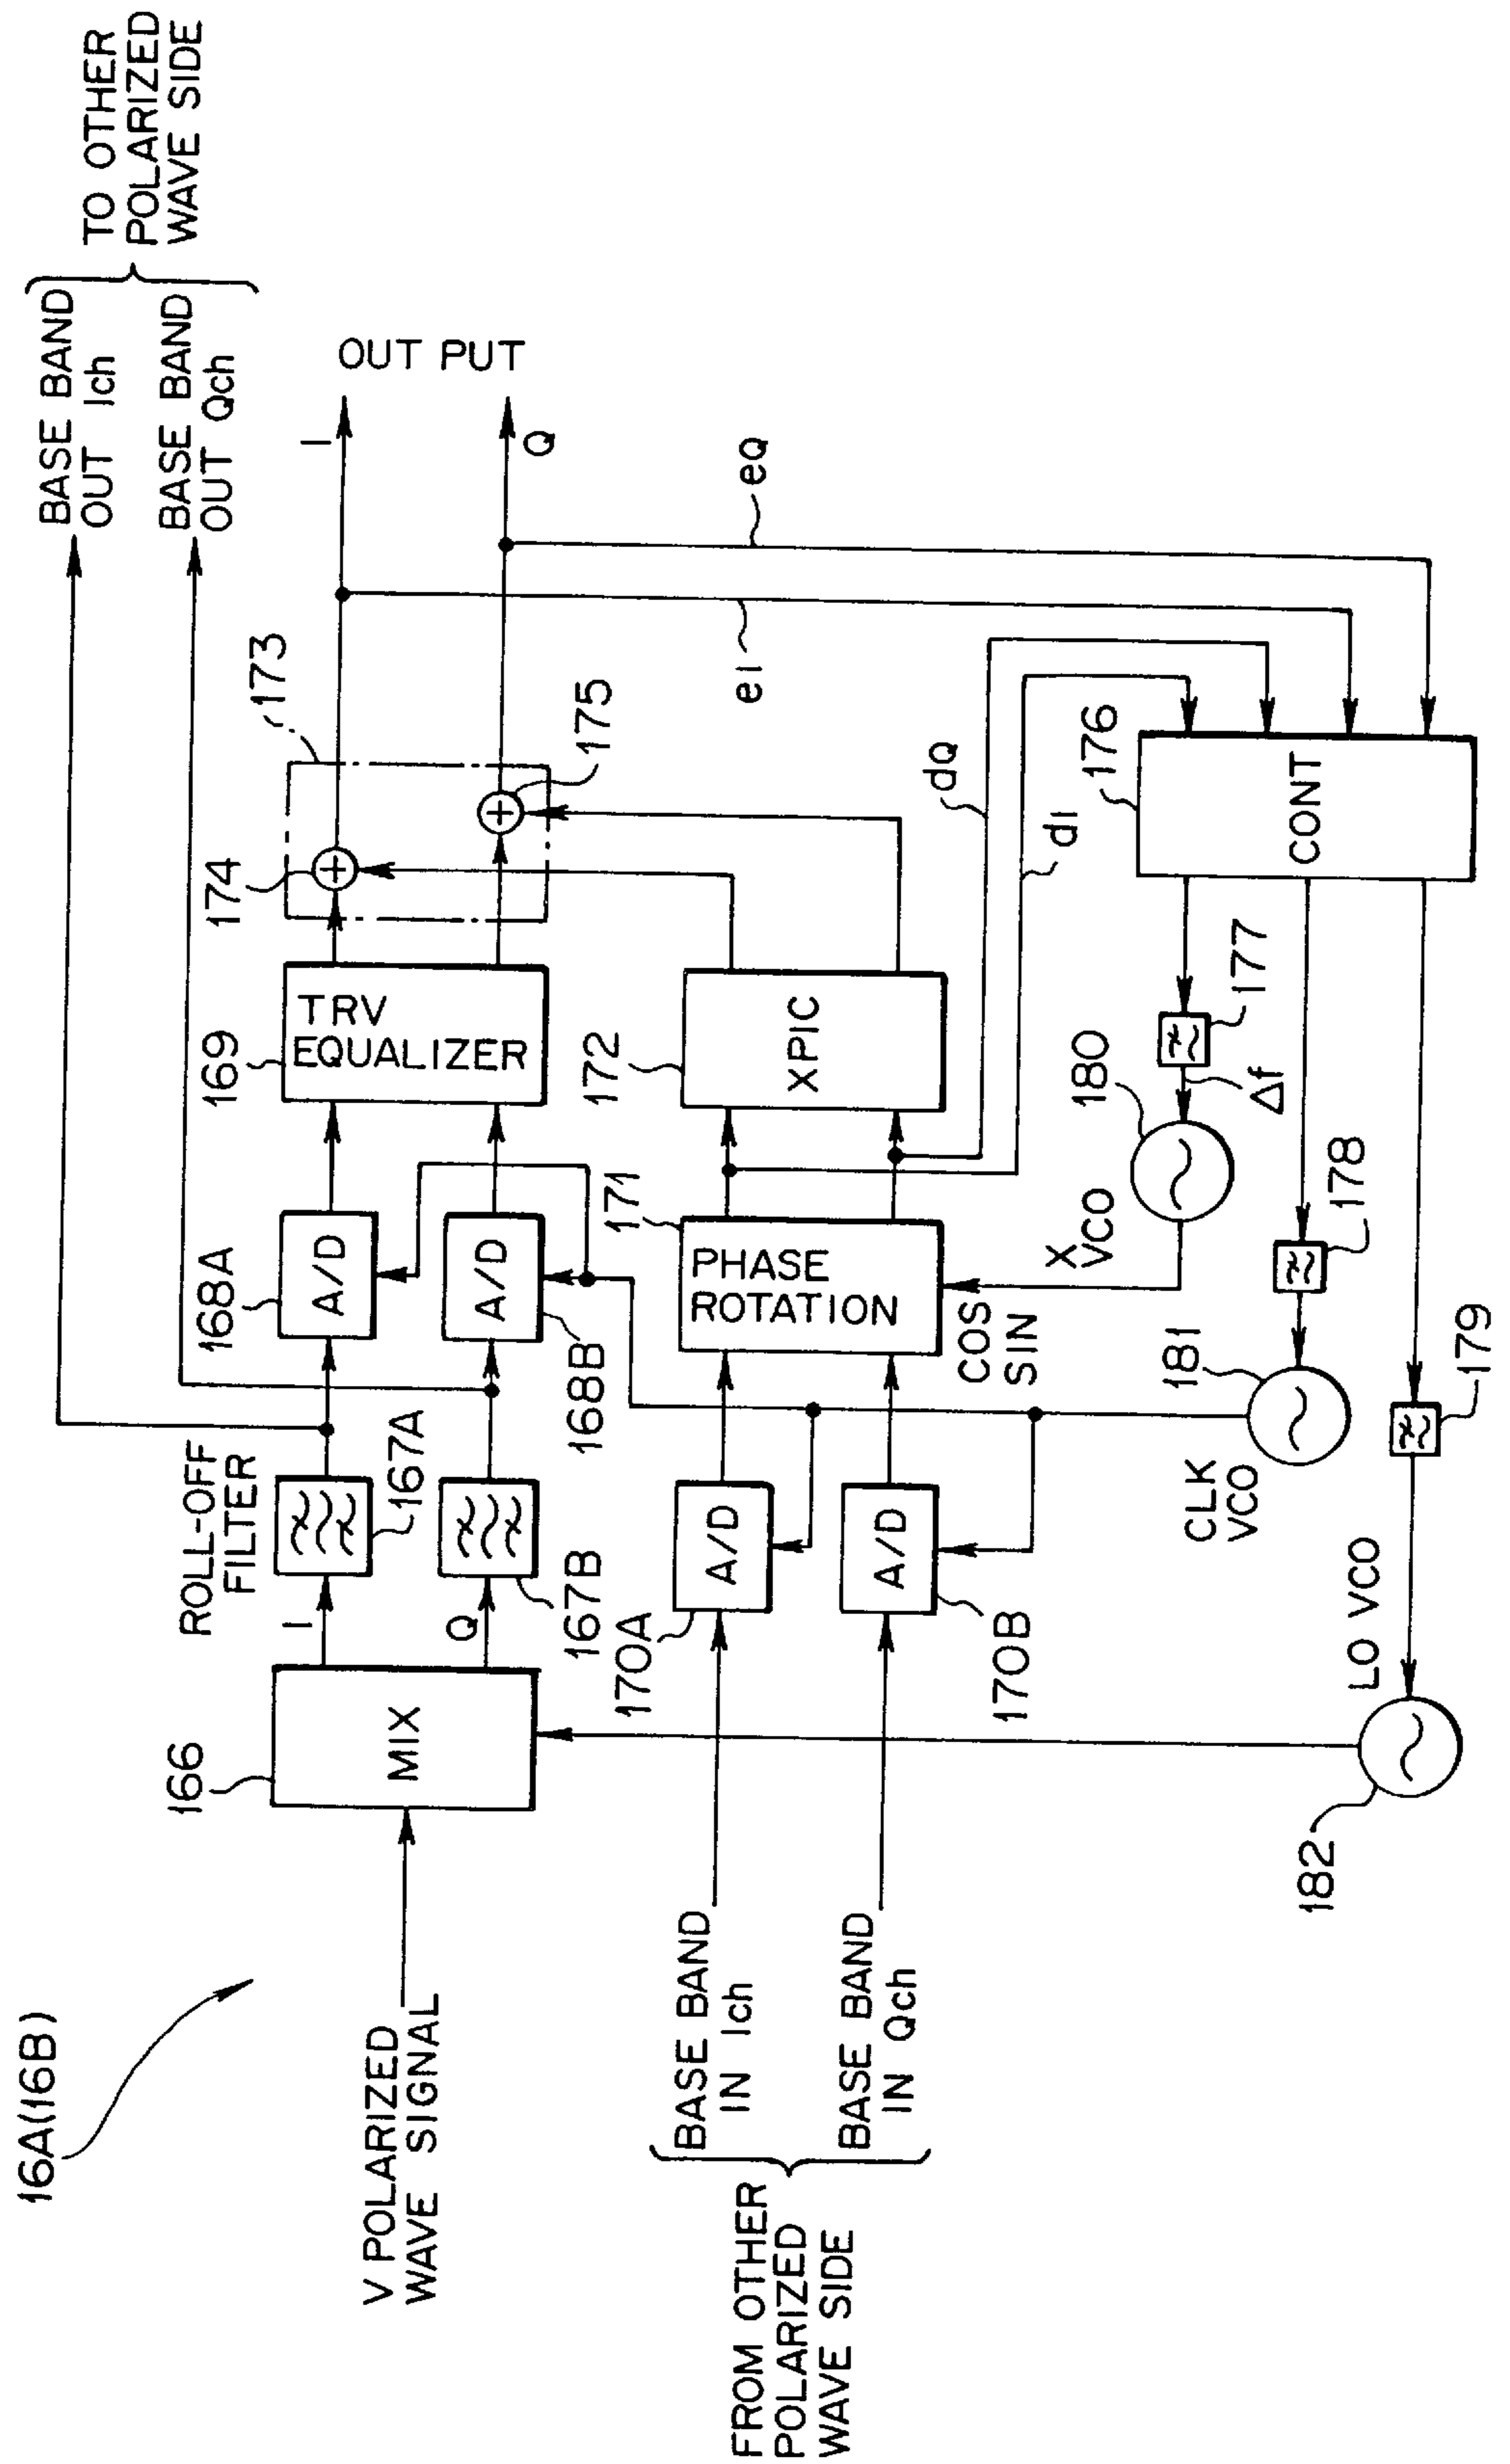 16A(16B)
TO OTHER
POLARIZED
WAVE SIDE
BASE BAND
OUT Ich
BASE BAND
OUT Qch
OUT PUT
I
Q
V POLARIZED
WAVE SIGNAL
166
MIX
I
Q
ROLL-OFF
FILTER
167A
167B
168A
A/D
A/D
168B
169
TRV
EQUALIZER
173
174
+
+
175
eI
eQ
FROM OTHER
POLARIZED
WAVE SIDE
BASE BAND
IN Ich
BASE BAND
IN Qch
170A
A/D
A/D
170B
171
PHASE
ROTATION
COS
SIN
172
XPIC
dQ
dI
176
CONT
177
Δf
180
X
VCO
178
181
CLK
VCO
179
LO VCO
182